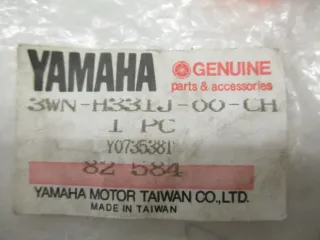 YAMAHA
GENUINE
parts & accessories
3WN-H331J-00-CH
1 PC
Y0735381
82 584
YAMAHA MOTOR TAIWAN CO.,LTD.
MADE IN TAIWAN